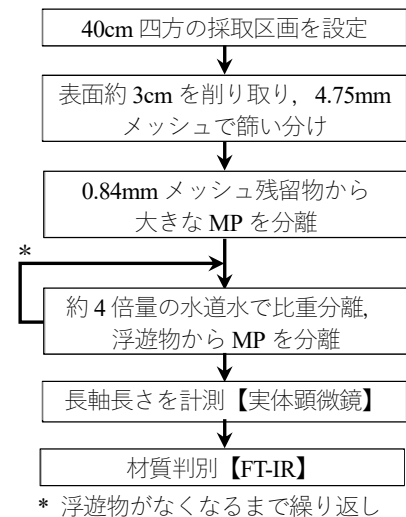 40cm 四方の採取区画を設定
表面約 3cm を削り取り，4.75mm
メッシュで篩い分け
0.84mm メッシュ残留物から
大きな MP を分離
*
約 4 倍量の水道水で比重分離，
浮遊物から MP を分離
長軸長さを計測【実体顕微鏡】
材質判別【FT-IR】
* 浮遊物がなくなるまで繰り返し